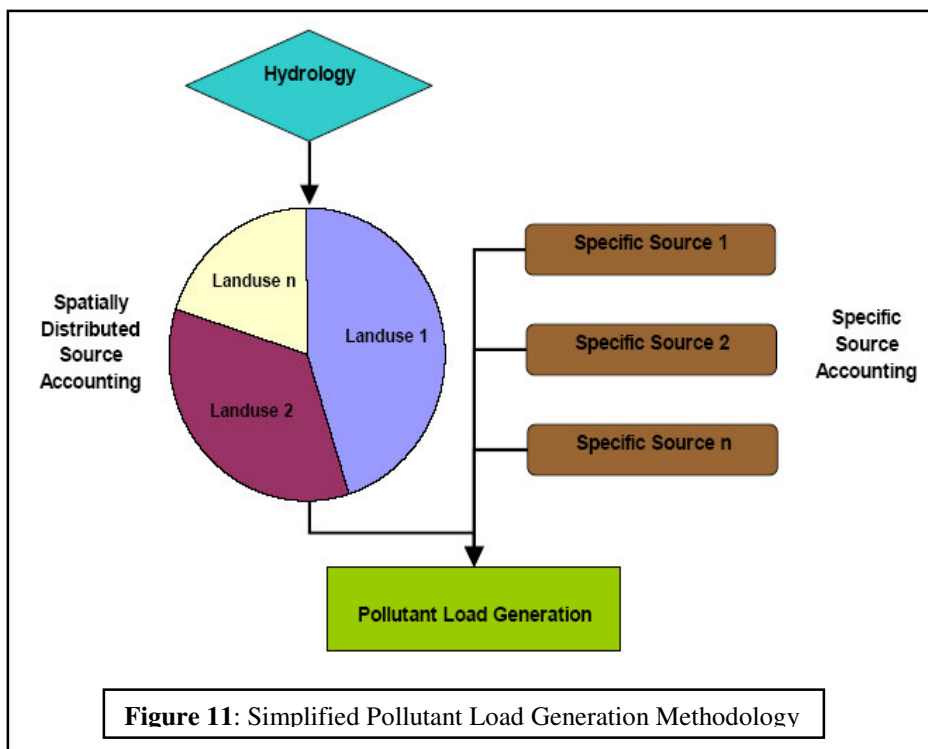 Hydrology
Landuse n
Landuse 1
Landuse 2
Spatially
Distributed
Source
Accounting
Specific Source 1
Specific Source 2
Specific Source n
Specific
Source
Accounting
Pollutant Load Generation
Figure 11: Simplified Pollutant Load Generation Methodology